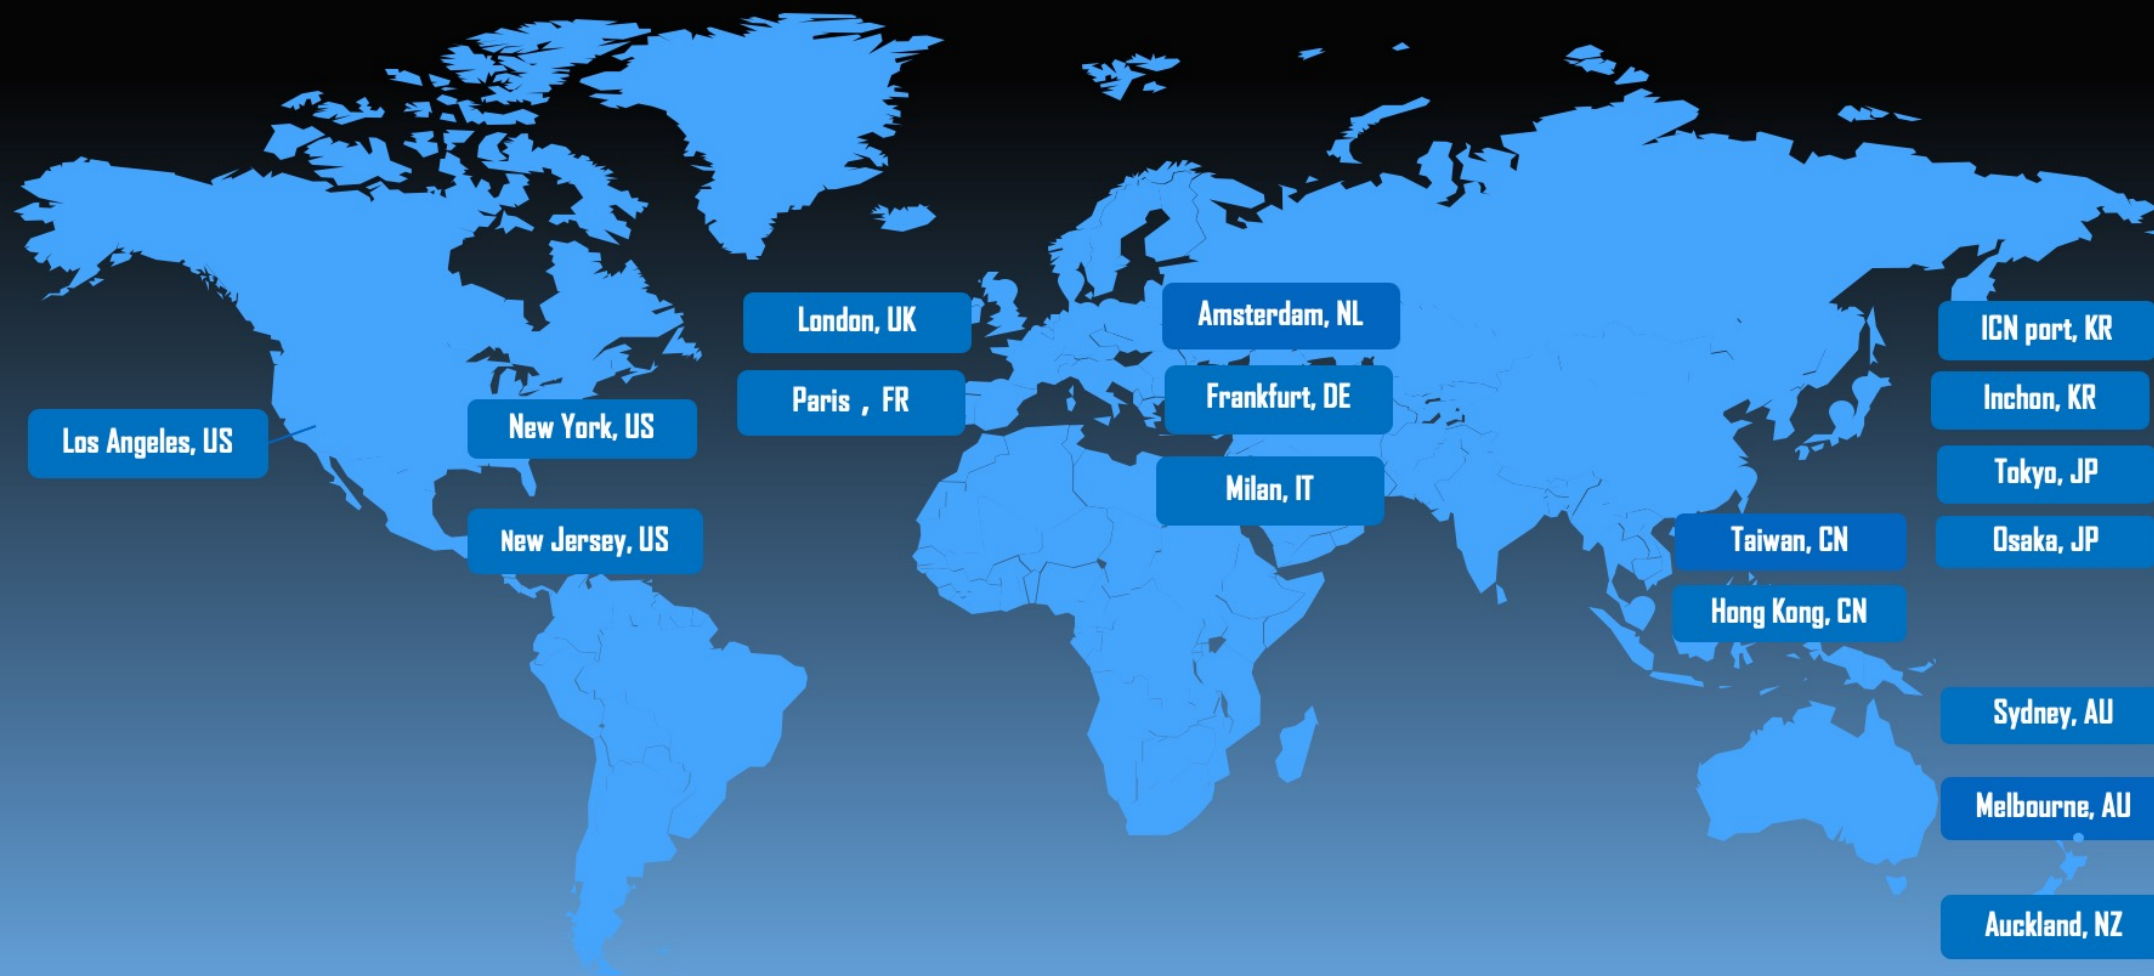 London, UK
Amsterdam, NL
ICN port, KR
Paris , FR
Frankfurt, DE
Inchon, KR
Los Angeles, US
New York, US
Milan, IT
Tokyo, JP
New Jersey, US
Taiwan, CN
Osaka, JP
Hong Kong, CN
Sydney, AU
Melbourne, AU
Auckland, NZ